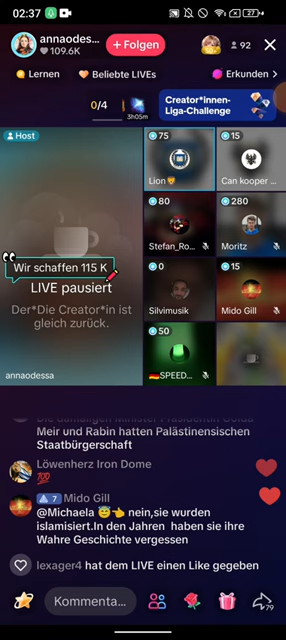 02:37
27
annaodes...
109.6K
+ Folgen
92
Lernen
Beliebte LIVEs
Erkunden
0/4
3h05m
Creator*innen-
Liga-Challenge
Host
75
15
Lion
Can kooper ...
80
280
Wir schaffen 115 K
LIVE pausiert
Der*Die Creator*in ist
gleich zurück.
Stefan_Ro...
Moritz
0
15
Silvimusik
Mido Gill
50
annaodessa
SPEED...
Meir und Rabin hatten Palästinensischen
Staatbürgerschaft
Löwenherz Iron Dome
💯
7 Mido Gill
@Michaela 😇👈 nein,sie wurden
islamisiert.In den Jahren haben sie ihre
Wahre Geschichte vergessen
lexager4 hat dem LIVE einen Like gegeben
Kommenta...
79